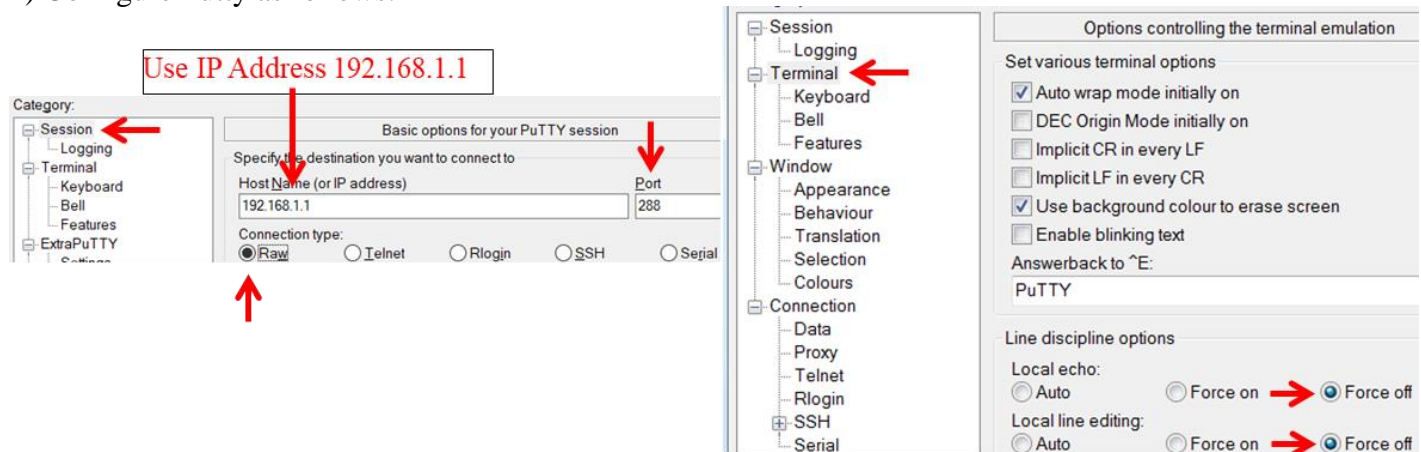 Use IP Address 192.168.1.1
Category:
Session
Logging
Terminal
Keyboard
Bell
Features
ExtraPuTTY
Basic options for your PuTTY session
Specify the destination you want to connect to
Host Name (or IP address)
Port
192.168.1.1
288
Connection type:
Raw
Telnet
Rlogin
SSH
Serial
Session
Logging
Terminal
Keyboard
Bell
Features
Window
Appearance
Behaviour
Translation
Selection
Colours
Connection
Data
Proxy
Telnet
Rlogin
SSH
Serial
Options controlling the terminal emulation
Set various terminal options
Auto wrap mode initially on
DEC Origin Mode initially on
Implicit CR in every LF
Implicit LF in every CR
Use background colour to erase screen
Enable blinking text
Answerback to ^E:
PuTTY
Line discipline options
Local echo:
Auto
Force on
Force off
Local line editing:
Auto
Force on
Force off